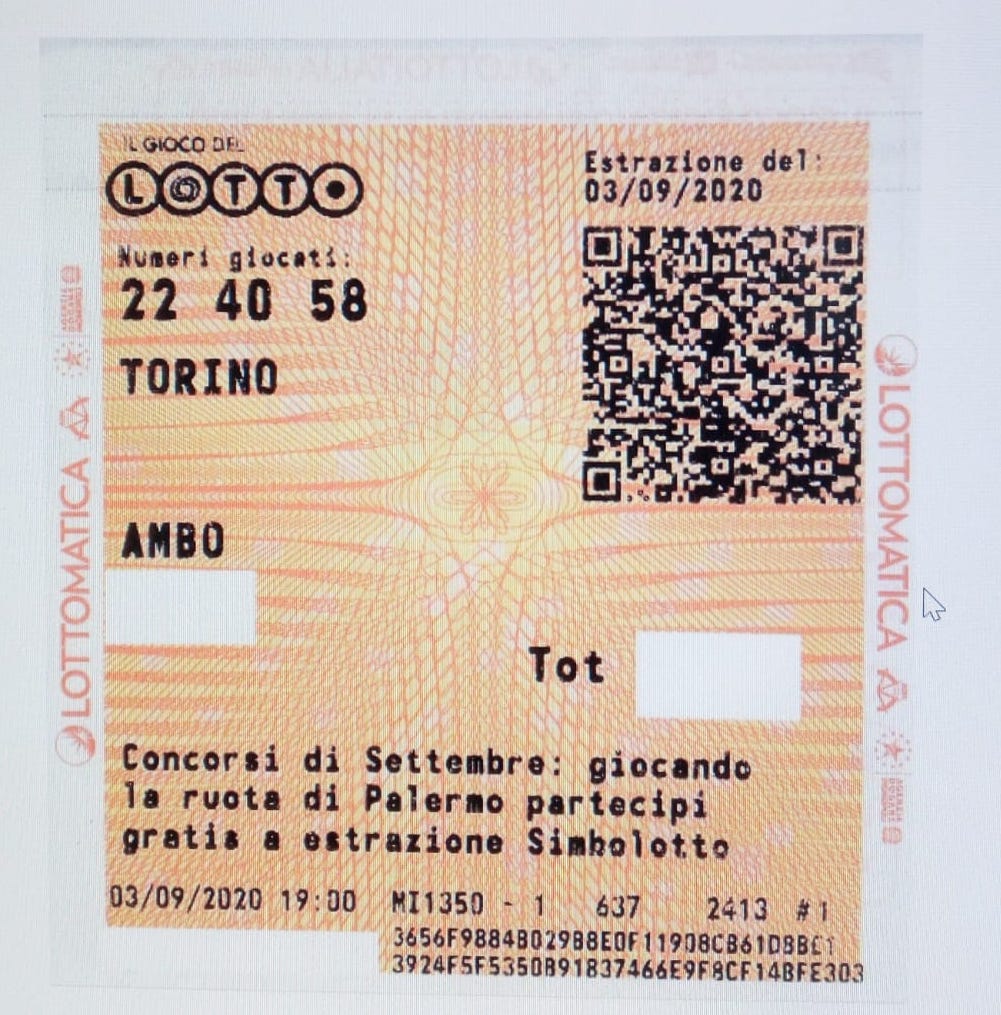 IL GIOCO DEL
LOTTO
Estrazione del:
03/09/2020
Numeri giocati:
22 40 58
TORINO
AMBO
Tot
Concorsi di Settembre: giocando
la ruota di Palermo partecipi
gratis a estrazione Simbolotto
03/09/2020 19:00 MI1350 - 1 637 2413 #1
LOTTOMATICA
LOTTOMATICA